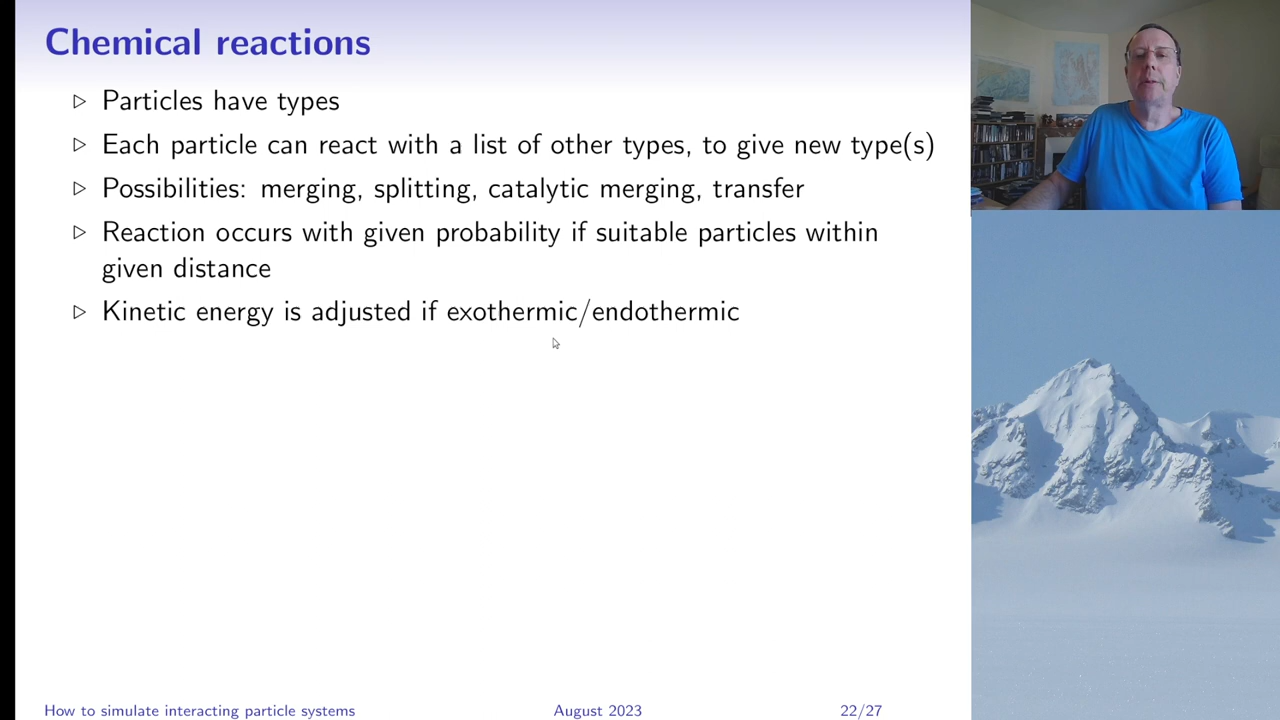 Chemical reactions
▷ Particles have types
▷ Each particle can react with a list of other types, to give new type(s)
▷ Possibilities: merging, splitting, catalytic merging, transfer
▷ Reaction occurs with given probability if suitable particles within
given distance
▷ Kinetic energy is adjusted if exothermic/endothermic
How to simulate interacting particle systems August 2023 22/27